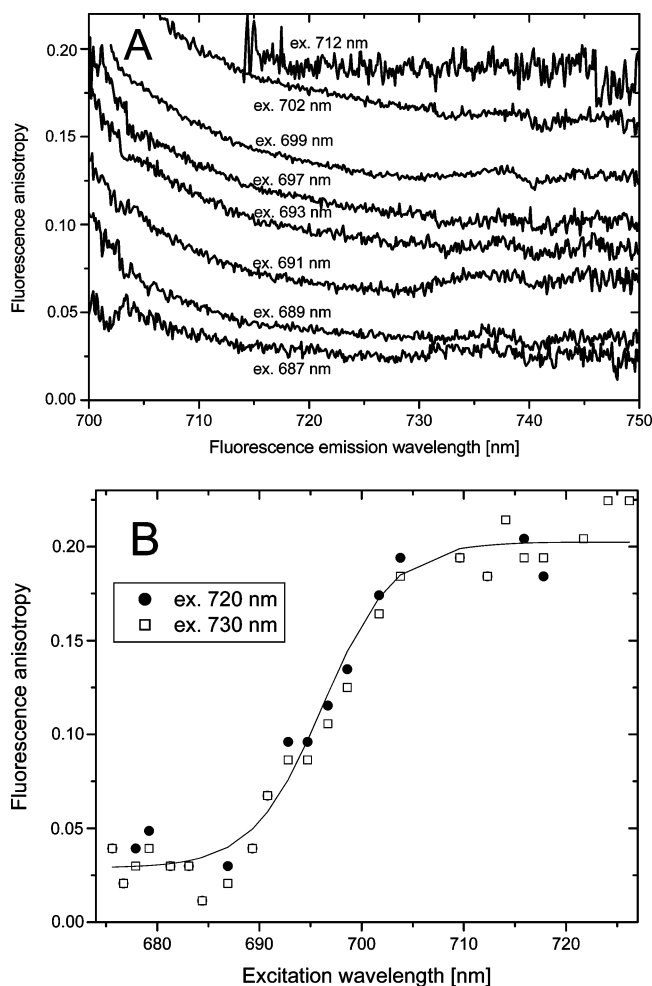 A
0.20
0.15
0.10
0.05
0.00
Fluorescence anisotropy
ex. 712 nm
ex. 702 nm
ex. 699 nm
ex. 697 nm
ex. 693 nm
ex. 691 nm
ex. 689 nm
ex. 687 nm
700
710
720
730
740
750
Fluorescence emission wavelength [nm]
B
0.20
0.15
0.10
0.05
0.00
Fluorescence anisotropy
ex. 720 nm
ex. 730 nm
680
690
700
710
720
Excitation wavelength [nm]